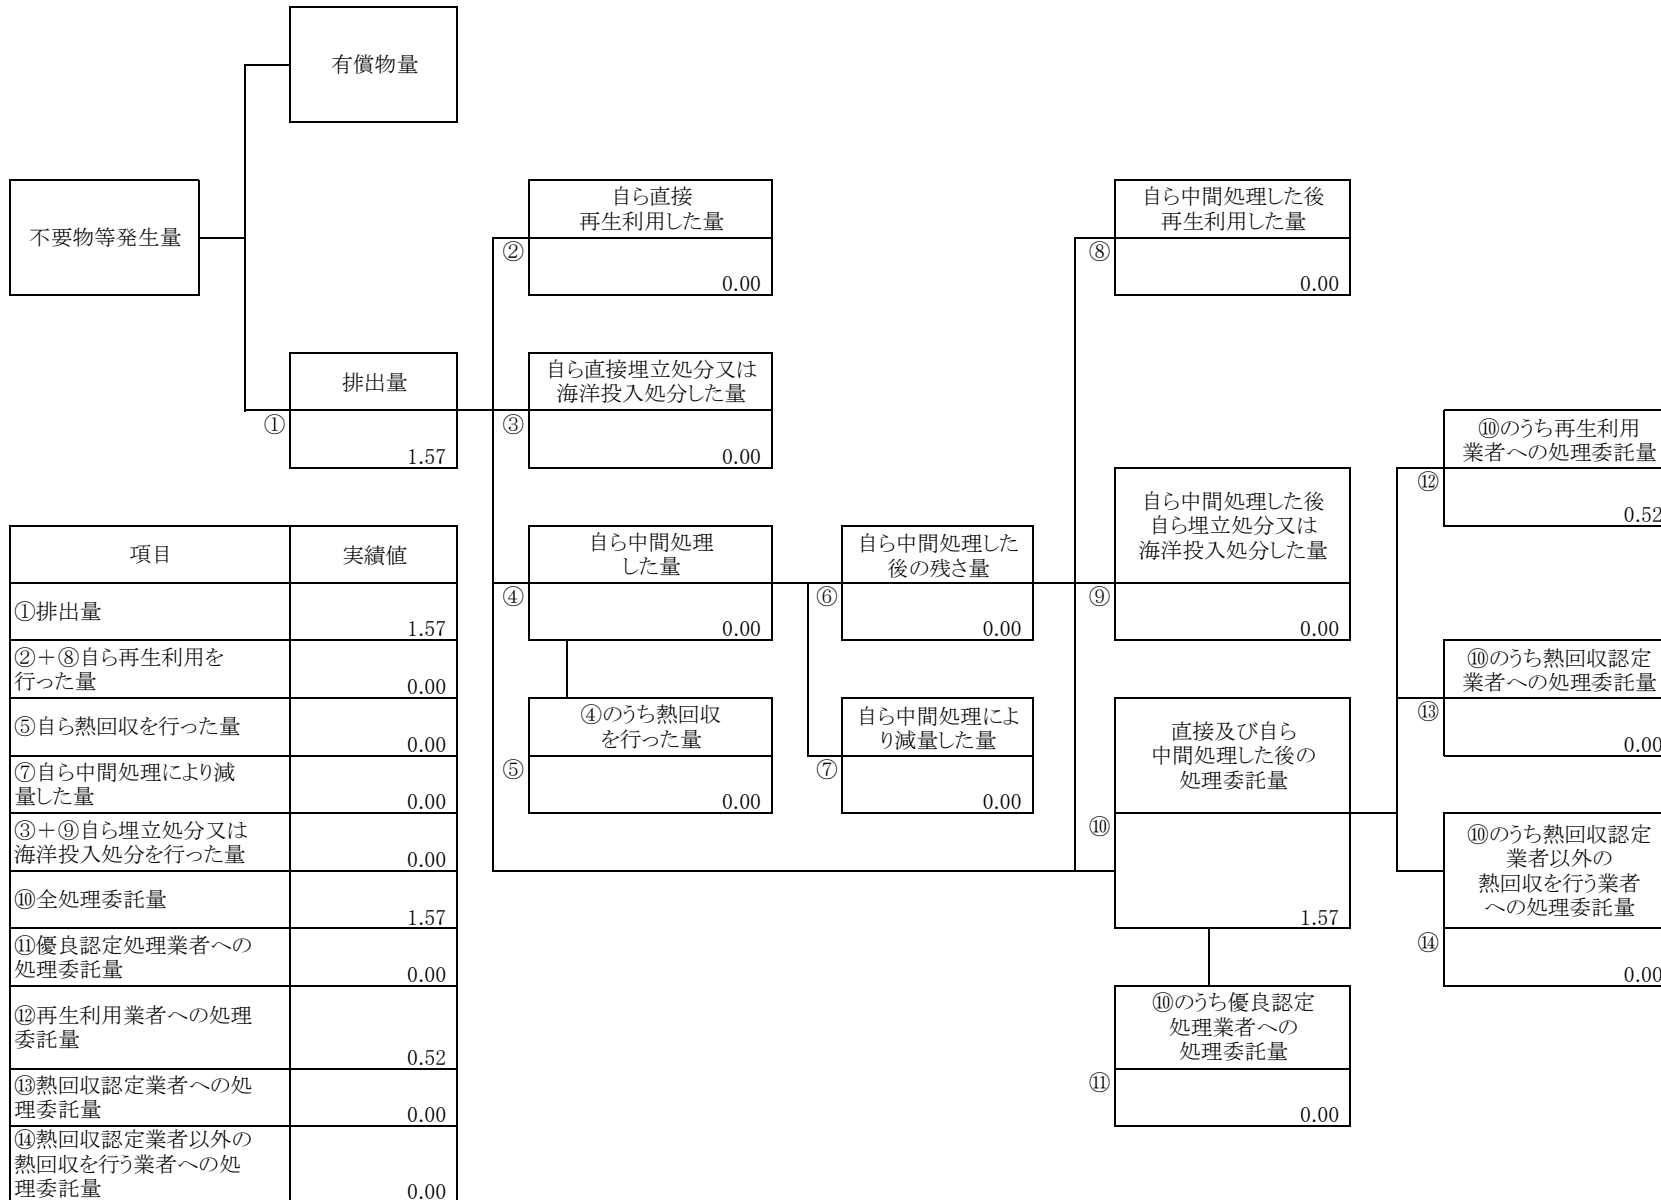 有償物量
不要物等発生量
排出量
①
1.57
自ら直接
再生利用した量
②
0.00
自ら直接埋立処分又は
海洋投入処分した量
③
0.00
自ら中間処理
した量
④
0.00
④のうち熱回収
を行った量
⑤
0.00
自ら中間処理した
後の残さ量
⑥
0.00
自ら中間処理によ
り減量した量
⑦
0.00
自ら中間処理した後
再生利用した量
⑧
0.00
自ら中間処理した後
自ら埋立処分又は
海洋投入処分した量
⑨
0.00
直接及び自ら
中間処理した後の
処理委託量
⑩
1.57
⑩のうち優良認定
処理業者への
処理委託量
⑪
0.00
⑩のうち再生利用
業者への処理委託量
⑫
0.52
⑩のうち熱回収認定
業者への処理委託量
⑬
0.00
⑩のうち熱回収認定
業者以外の
熱回収を行う業者
への処理委託量
⑭
0.00
項目 実績値
①排出量 1.57
②＋⑧自ら再生利用を
行った量 0.00
⑤自ら熱回収を行った量 0.00
⑦自ら中間処理により減
量した量 0.00
③＋⑨自ら埋立処分又は
海洋投入処分を行った量 0.00
⑩全処理委託量 1.57
⑪優良認定処理業者への
処理委託量 0.00
⑫再生利用業者への処理
委託量 0.52
⑬熱回収認定業者への処
理委託量 0.00
⑭熱回収認定業者以外の
熱回収を行う業者への処
理委託量 0.00